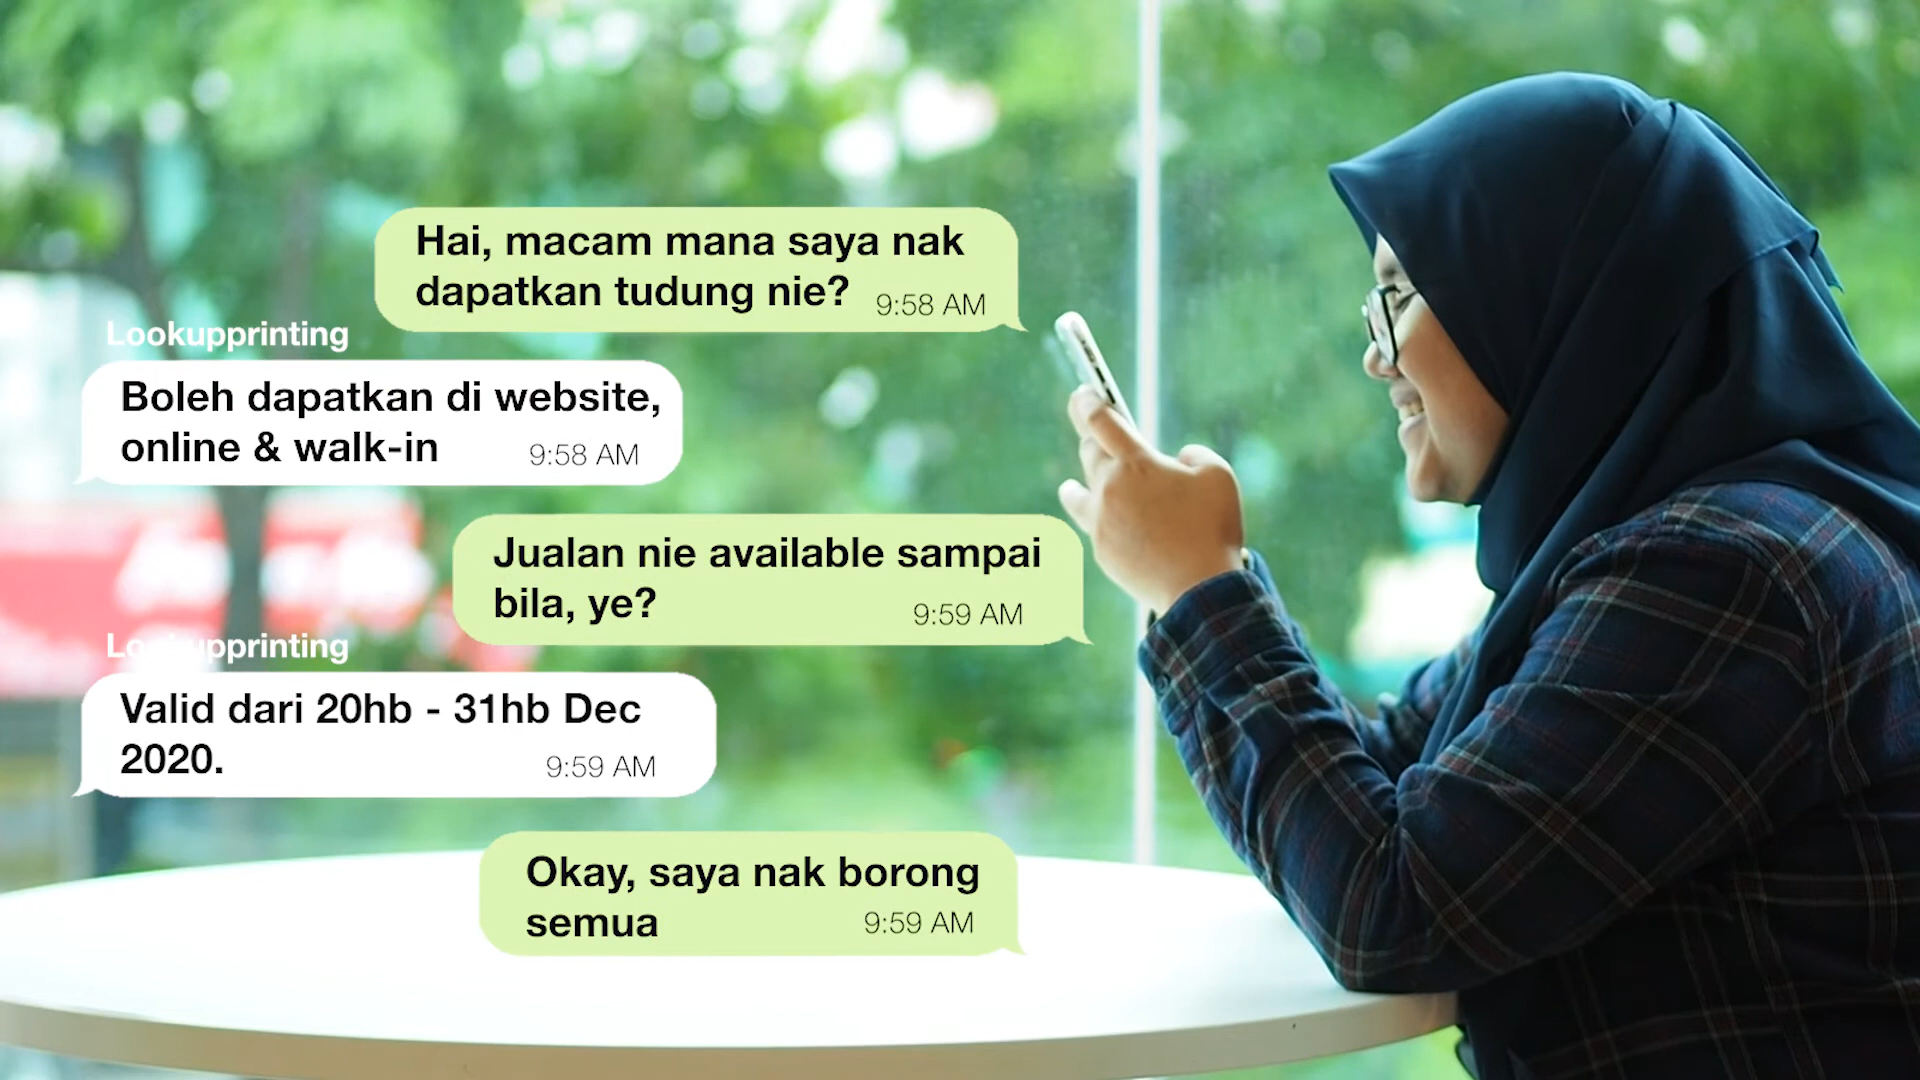 Hai, macam mana saya nak
dapatkan tudung nie? 9:58 AM
Lookupprinting
Boleh dapatkan di website,
online & walk-in 9:58 AM
Jualan nie available sampai
bila, ye? 9:59 AM
Lookupprinting
Valid dari 20hb - 31hb Dec
2020. 9:59 AM
Okay, saya nak borong
semua 9:59 AM